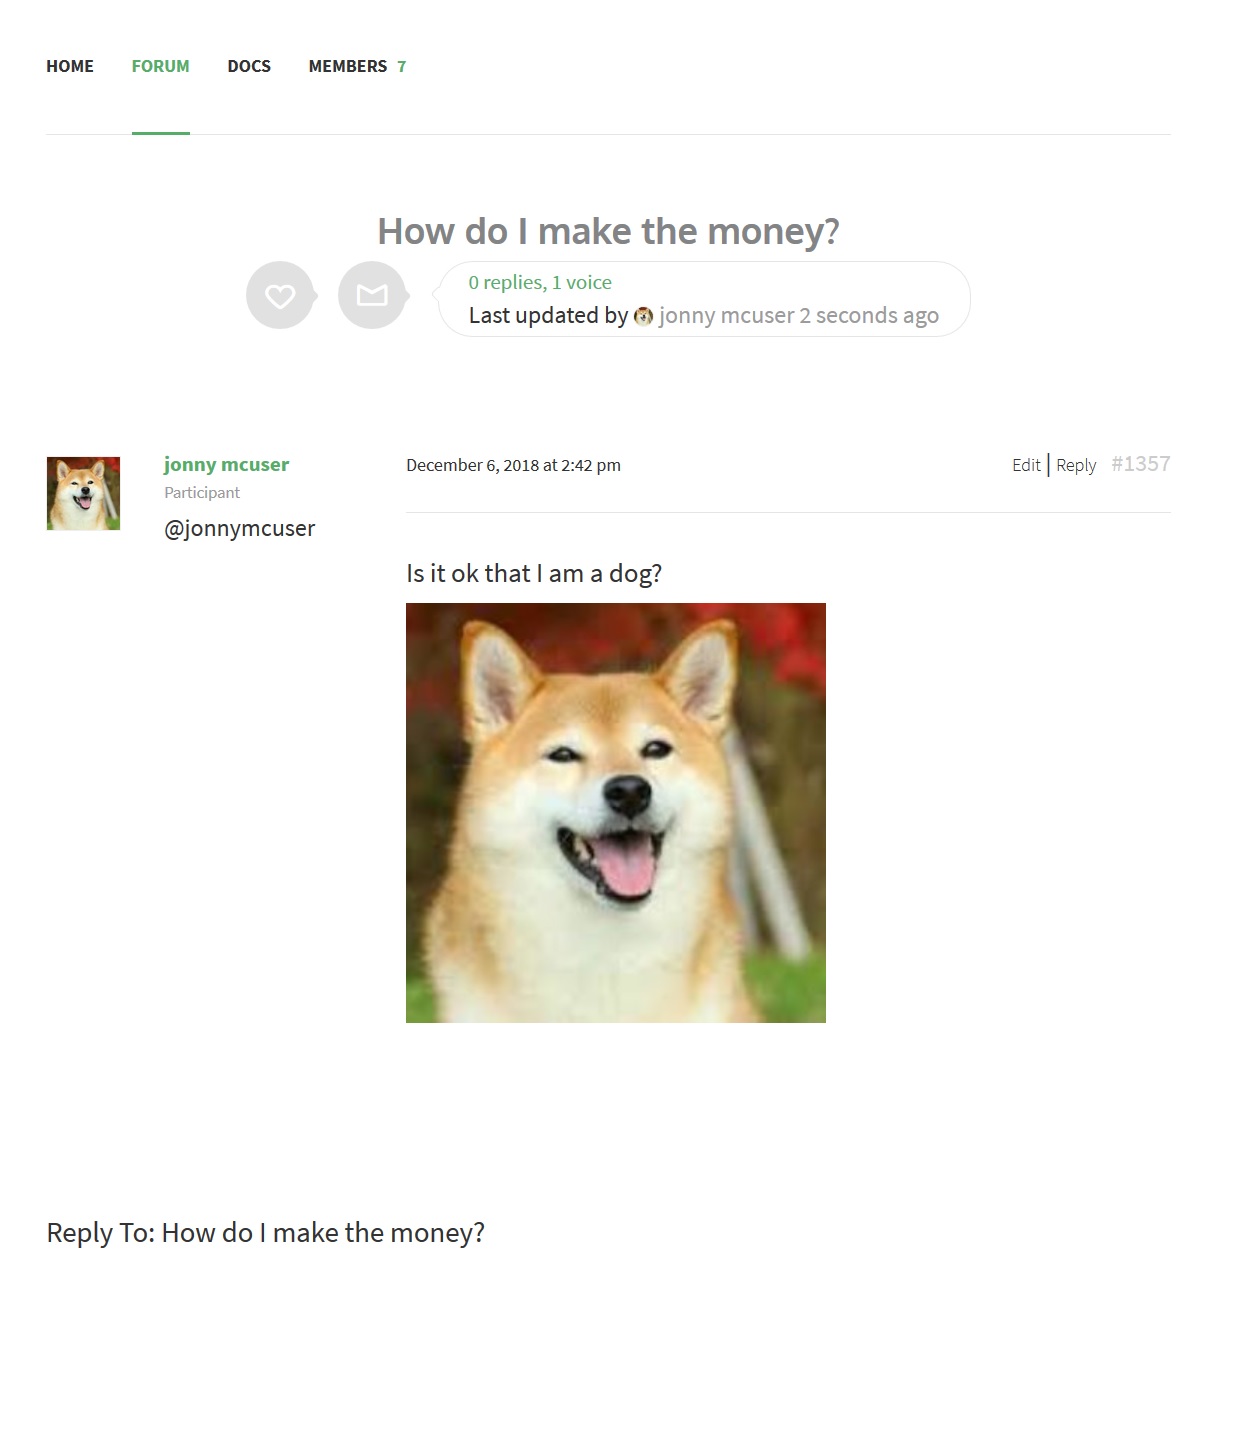 HOME FORUM DOCS MEMBERS 7
How do I make the money?
0 replies, 1 voice
Last updated by jonny mcuser 2 seconds ago
jonny mcuser
Participant
@jonnymcuser
December 6, 2018 at 2:42 pm Edit | Reply #1357
Is it ok that I am a dog?
Reply To: How do I make the money?